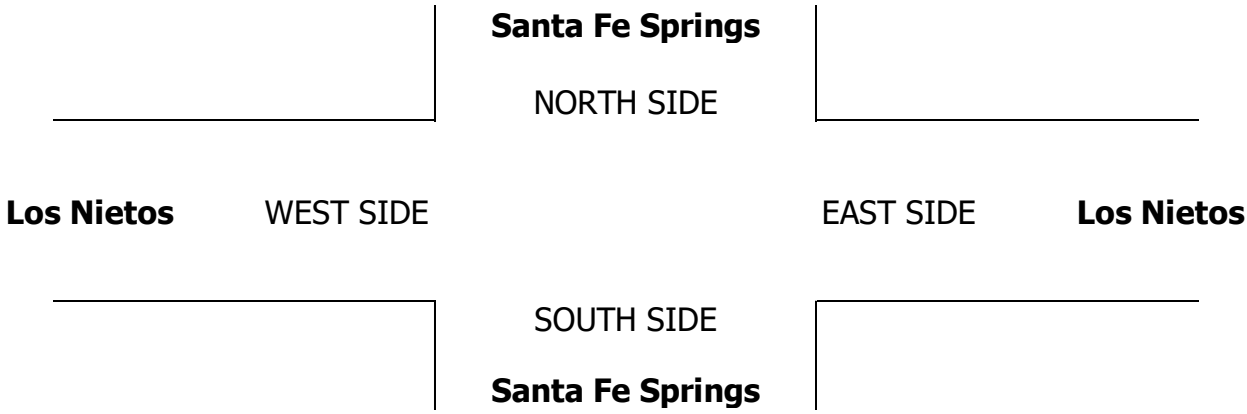 Santa Fe Springs
NORTH SIDE
Los Nietos WEST SIDE EAST SIDE Los Nietos
SOUTH SIDE
Santa Fe Springs